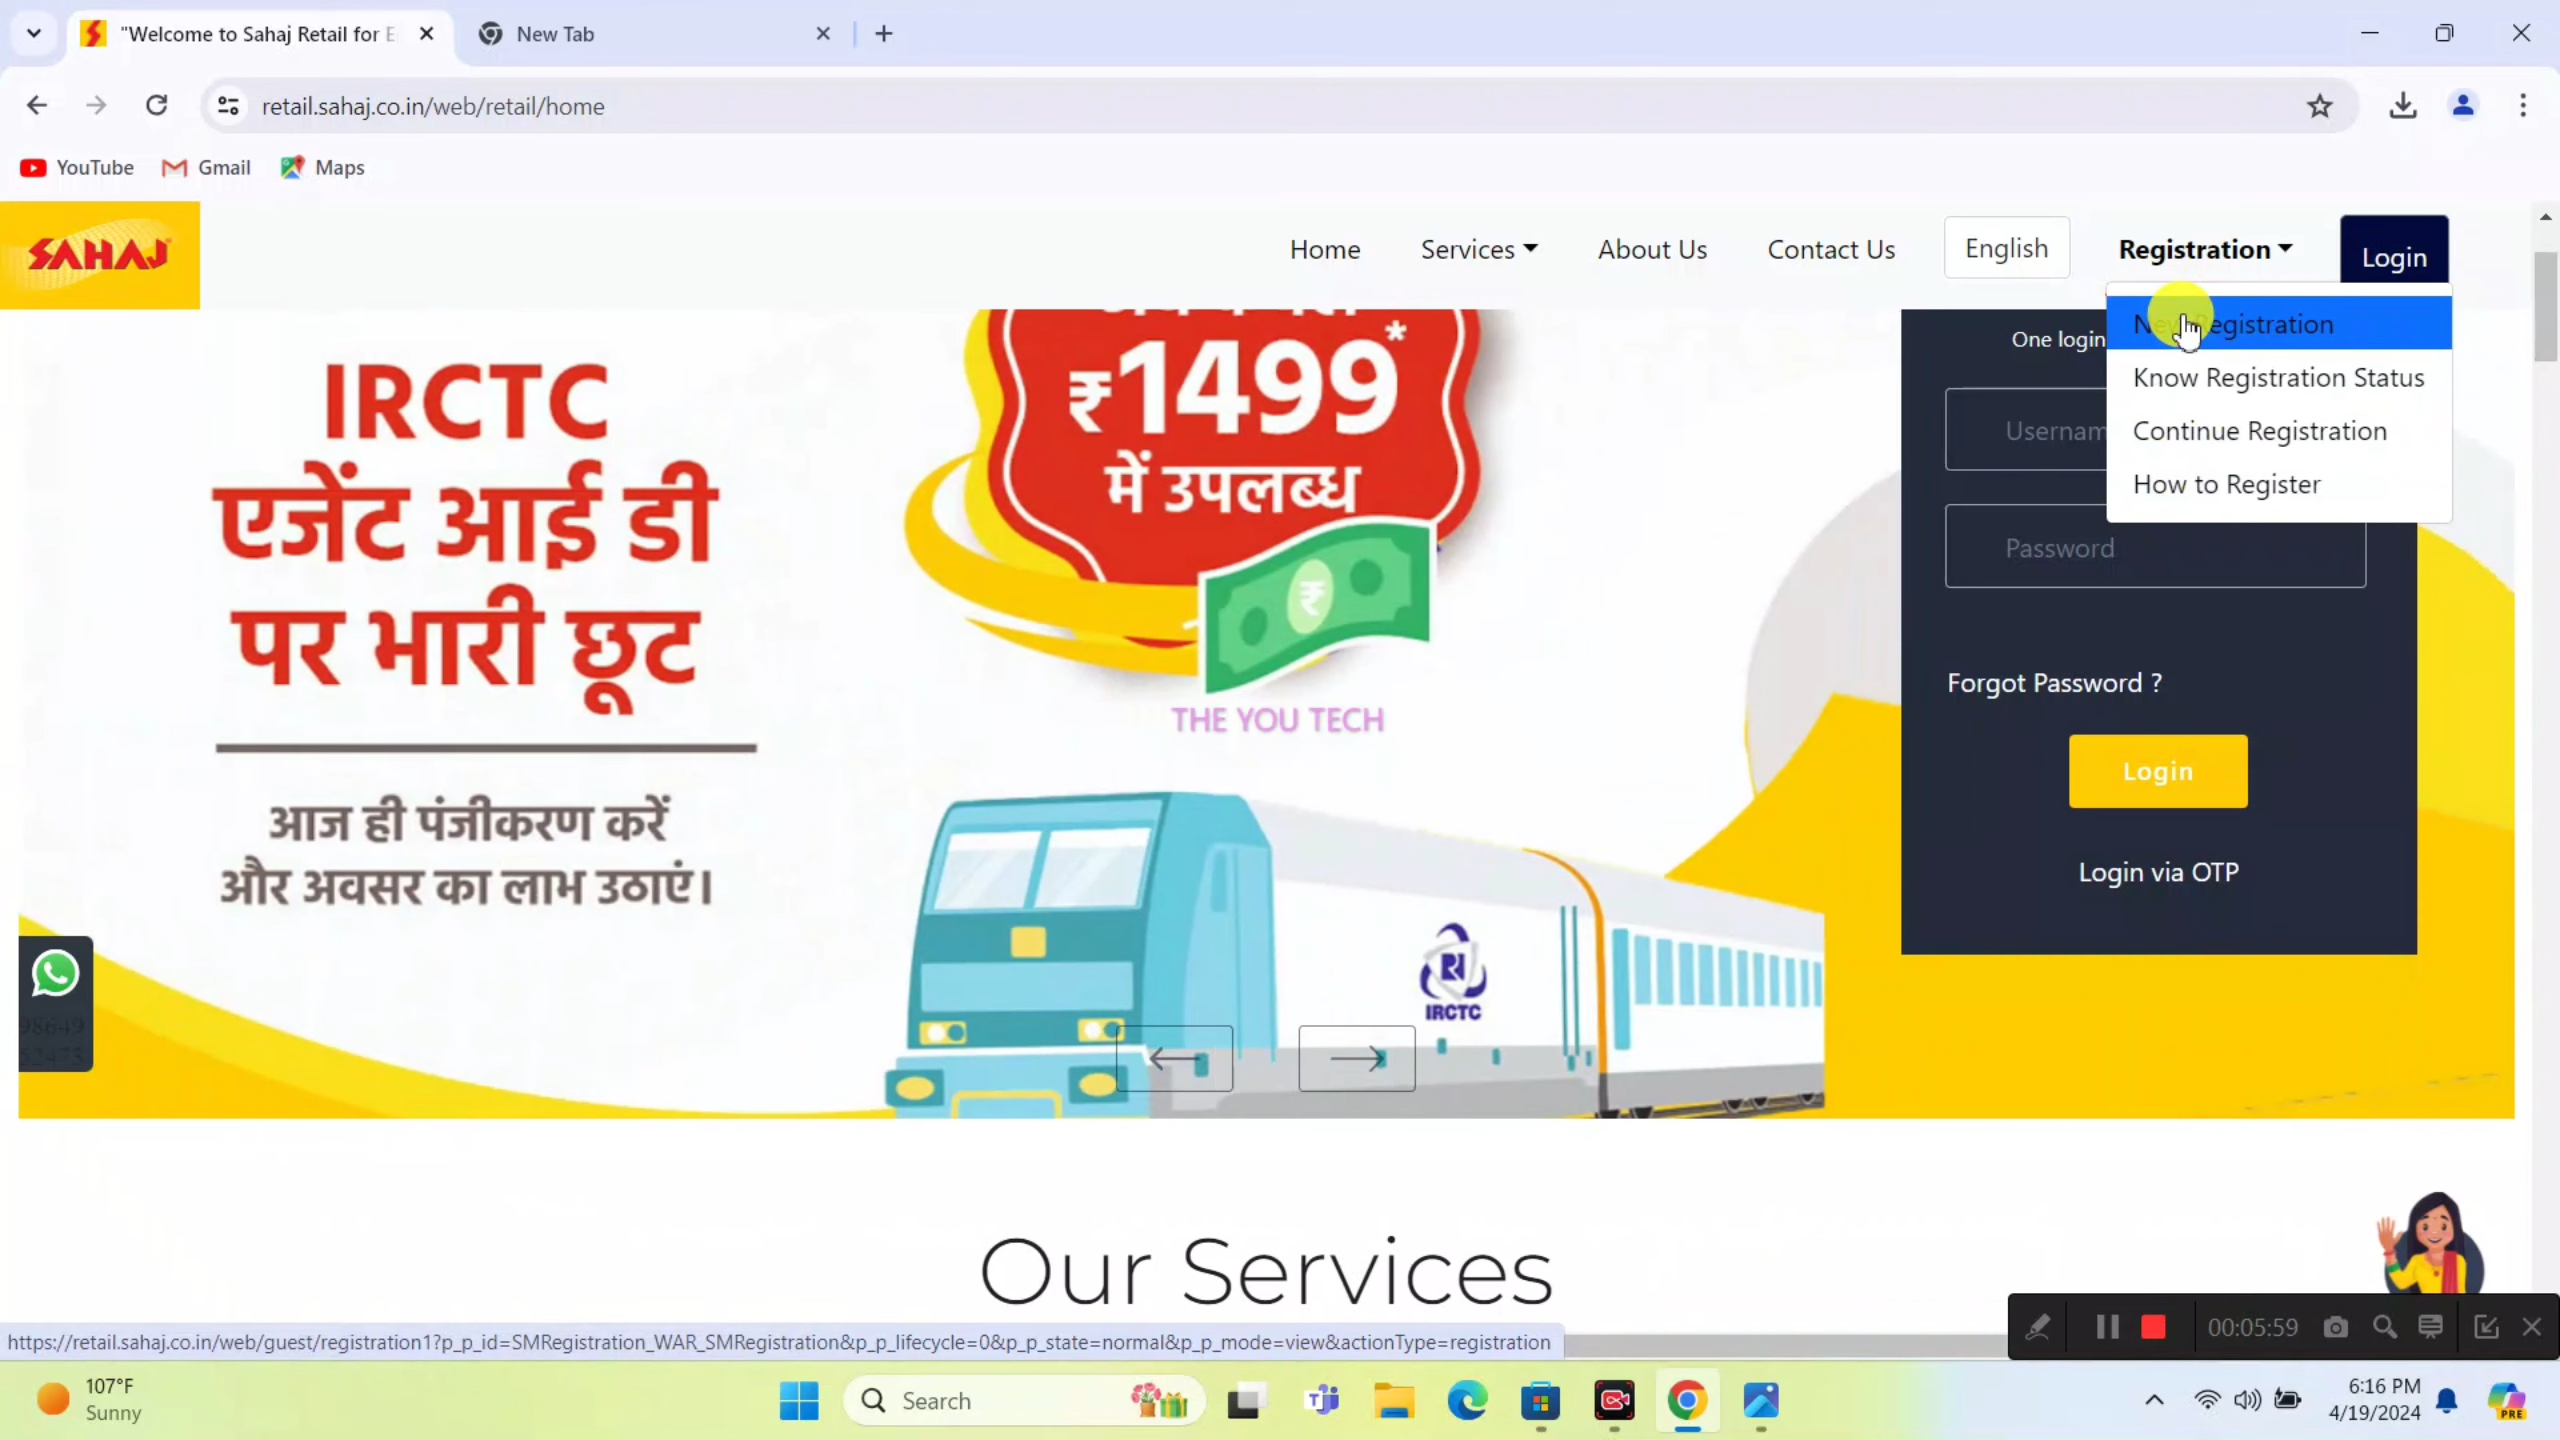 "Welcome to Sahaj Retail for E
New Tab
retail.sahaj.co.in/web/retail/home
YouTube
Gmail
Maps
SAHAJ
Home
Services
About Us
Contact Us
English
Registration
Login
New Registration
Know Registration Status
Continue Registration
How to Register
One login
Usernam
Password
Forgot Password ?
Login
Login via OTP
IRCTC
एजेंट आई डी
पर भारी छूट
आज ही पंजीकरण करें
और अवसर का लाभ उठाएं।
₹1499*
में उपलब्ध
₹
THE YOU TECH
IRCTC
Our Services
https://retail.sahaj.co.in/web/guest/registration1?p_p_id=SMRegistration_WAR_SMRegistration&p_p_lifecycle=0&p_p_state=normal&p_p_mode=view&actionType=registration
00:05:59
107°F
Sunny
Search
6:16 PM
4/19/2024
PRE